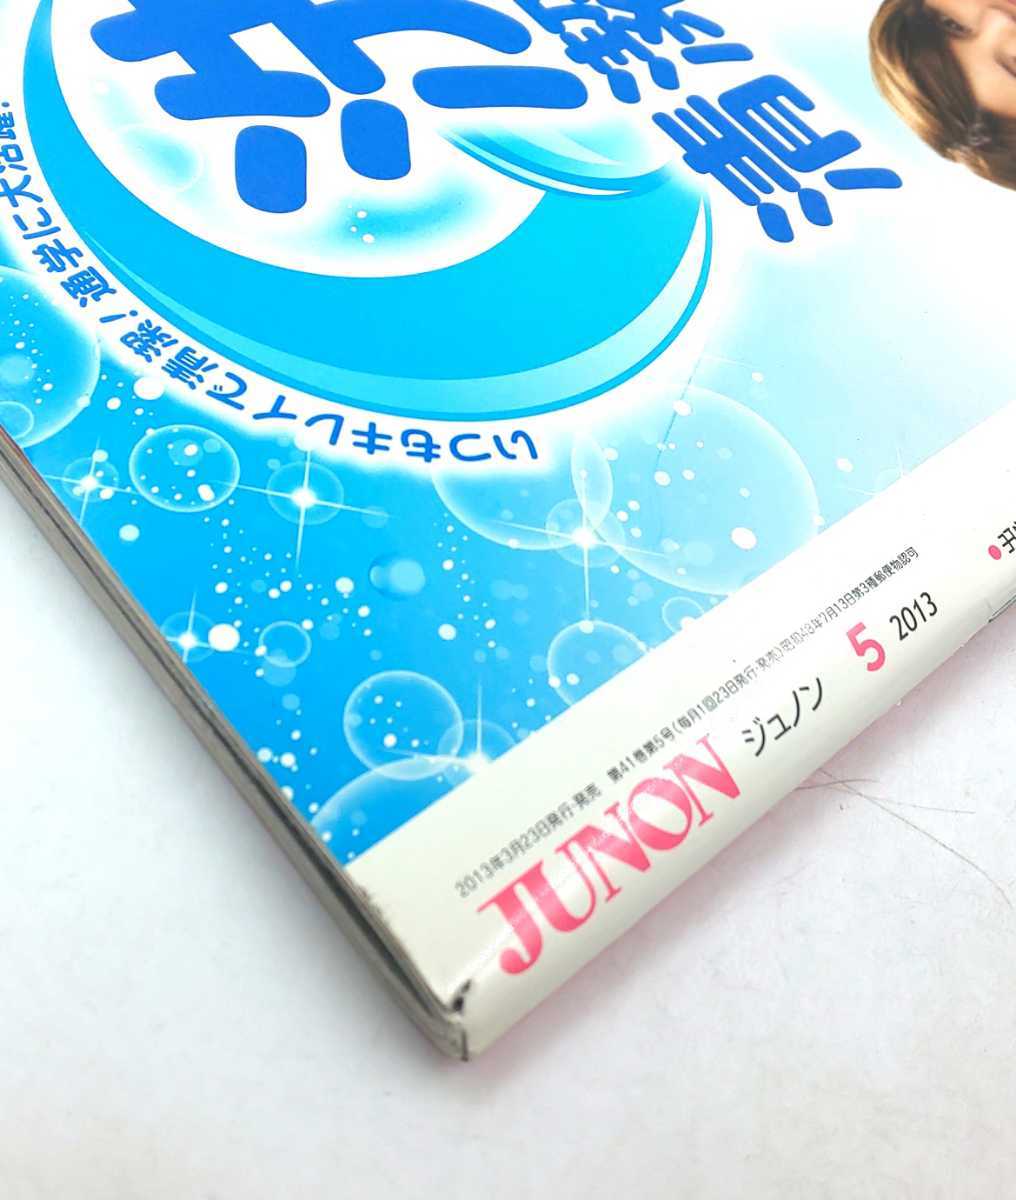 清潔
サ
いつもキレイで清潔！通学に大活躍！
2013年3月23日発行・発売 第41巻第5号(毎月1回23日発行・発売)昭和48年7月13日第3種郵便物認可
JUNON ジュノン 5 2013